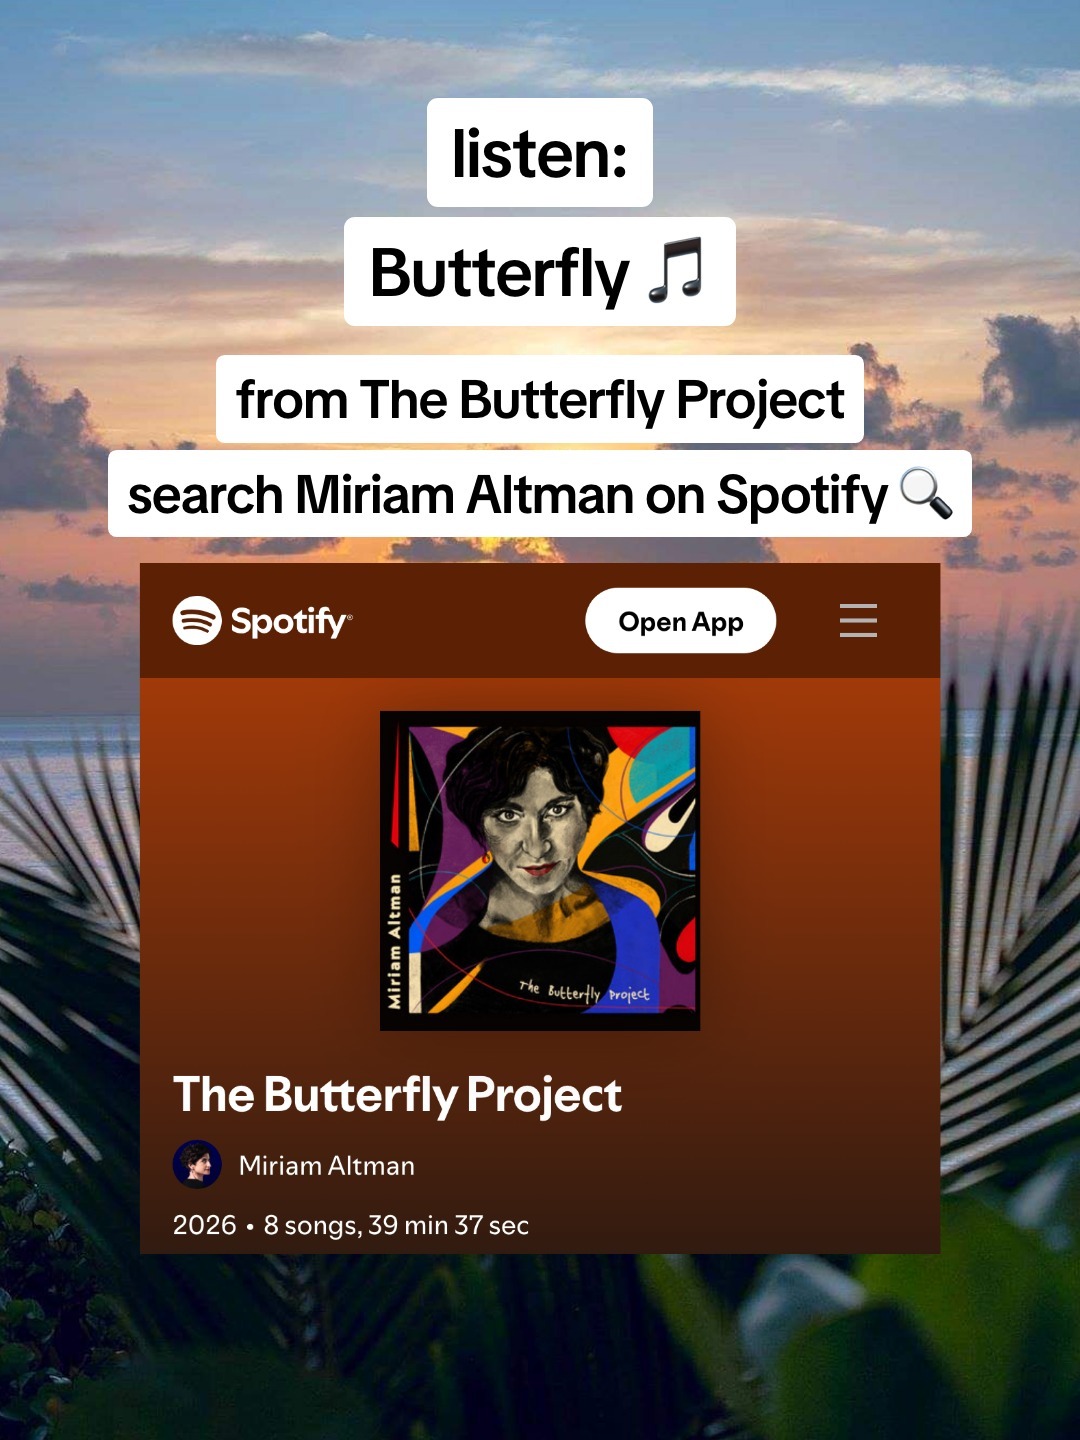 listen:
Butterfly 🎵
from The Butterfly Project
search Miriam Altman on Spotify 🔍
Spotify®
Open App
Miriam Altman
The Butterfly Project
The Butterfly Project
Miriam Altman
2026 • 8 songs, 39 min 37 sec